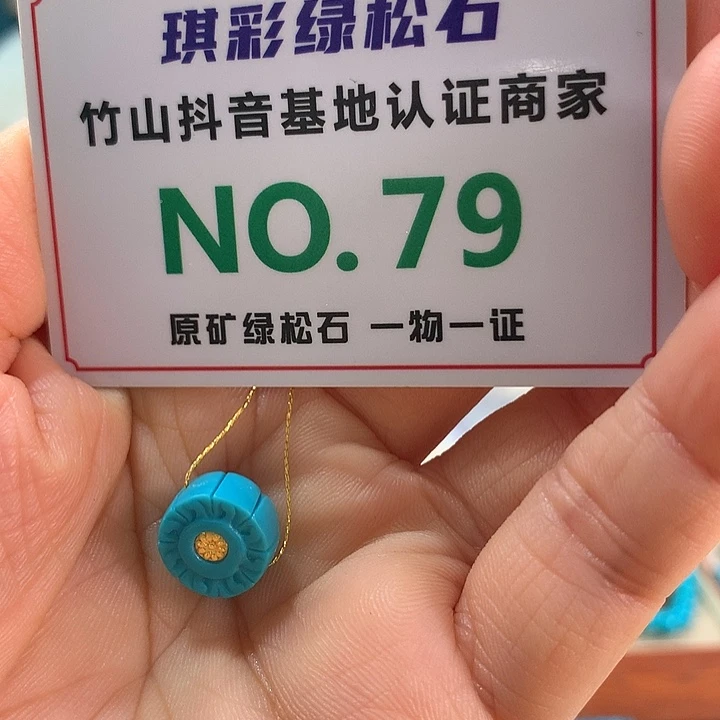 琪彩绿松石
竹山抖音基地认证商家
NO.79
原矿绿松石 一物一证